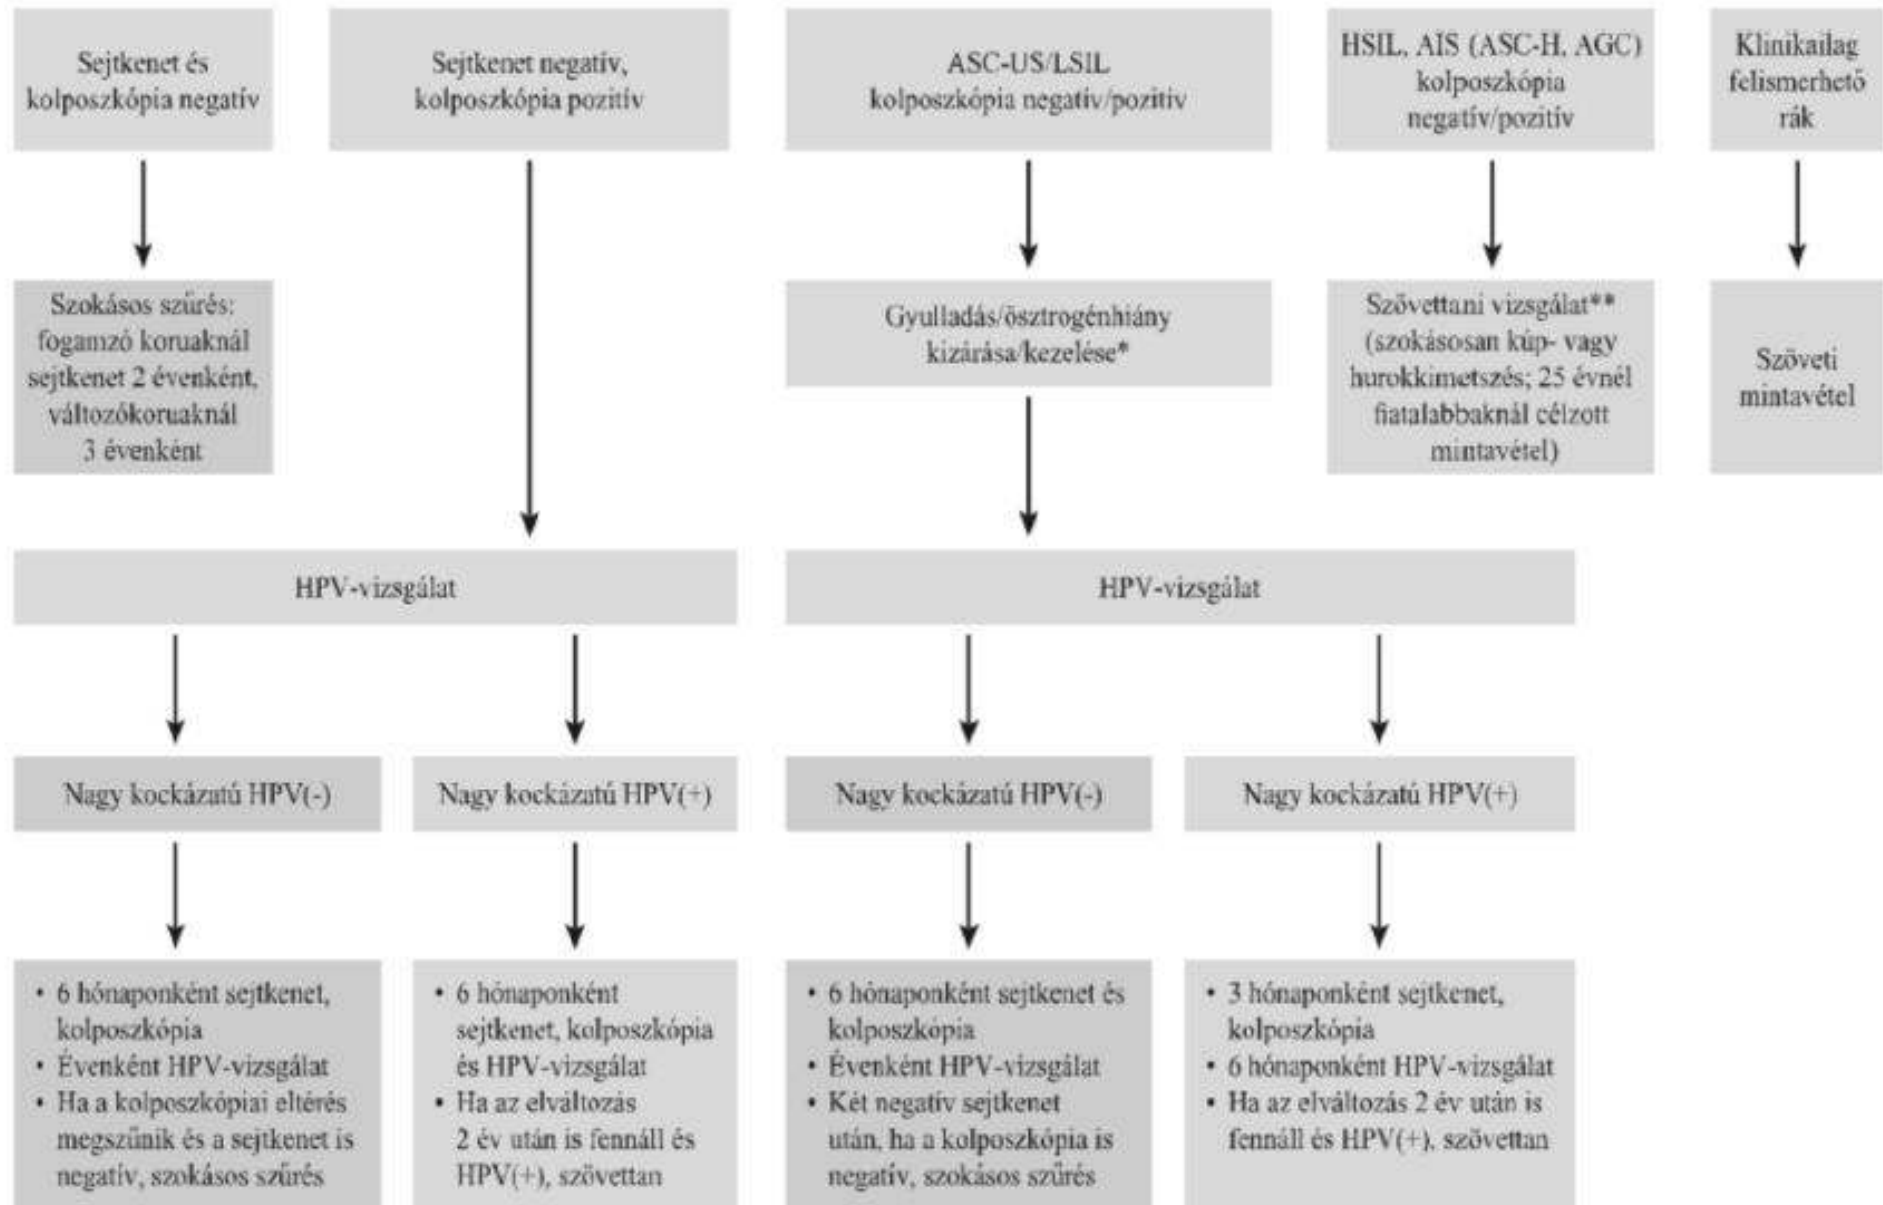 Sejtkenet és
kolposzkópia negatív
Sejtkenet negatív,
kolposzkópia pozitív
ASC-US/LSIL
kolposzkópia negatív/pozitív
HSIL, AIS (ASC-H, AGC)
kolposzkópia
negatív/pozitív
Klinikailag
felismerhető
rák
Szokásos szűrés:
fogamzó koruaknál
sejtkenet 2 évenként,
változókoruaknál
3 évenként
Gyulladás/ösztrogénhiány
kizárása/kezelése*
Szövettani vizsgálat**
(szokásosan kúp- vagy
hurokkimetszés; 25 évnél
fiatalabbaknál célzott
mintavétel)
Szöveti
mintavétel
HPV-vizsgálat
HPV-vizsgálat
Nagy kockázatú HPV(-)
Nagy kockázatú HPV(+)
Nagy kockázatú HPV(-)
Nagy kockázatú HPV(+)
• 6 hónaponként sejtkenet,
kolposzkópia
• Évenként HPV-vizsgálat
• Ha a kolposzkópiai eltérés
megszűnik és a sejtkenet is
negatív, szokásos szűrés
• 6 hónaponként
sejtkenet, kolposzkópia
és HPV-vizsgálat
• Ha az elváltozás
2 év után is fennáll és
HPV(+), szövettan
• 6 hónaponként sejtkenet és
kolposzkópia
• Évenként HPV-vizsgálat
• Két negatív sejtkenet
után, ha a kolposzkópia is
negatív, szokásos szűrés
• 3 hónaponként sejtkenet,
kolposzkópia
• 6 hónaponként HPV-vizsgálat
• Ha az elváltozás 2 év után is
fennáll és HPV(+), szövettan